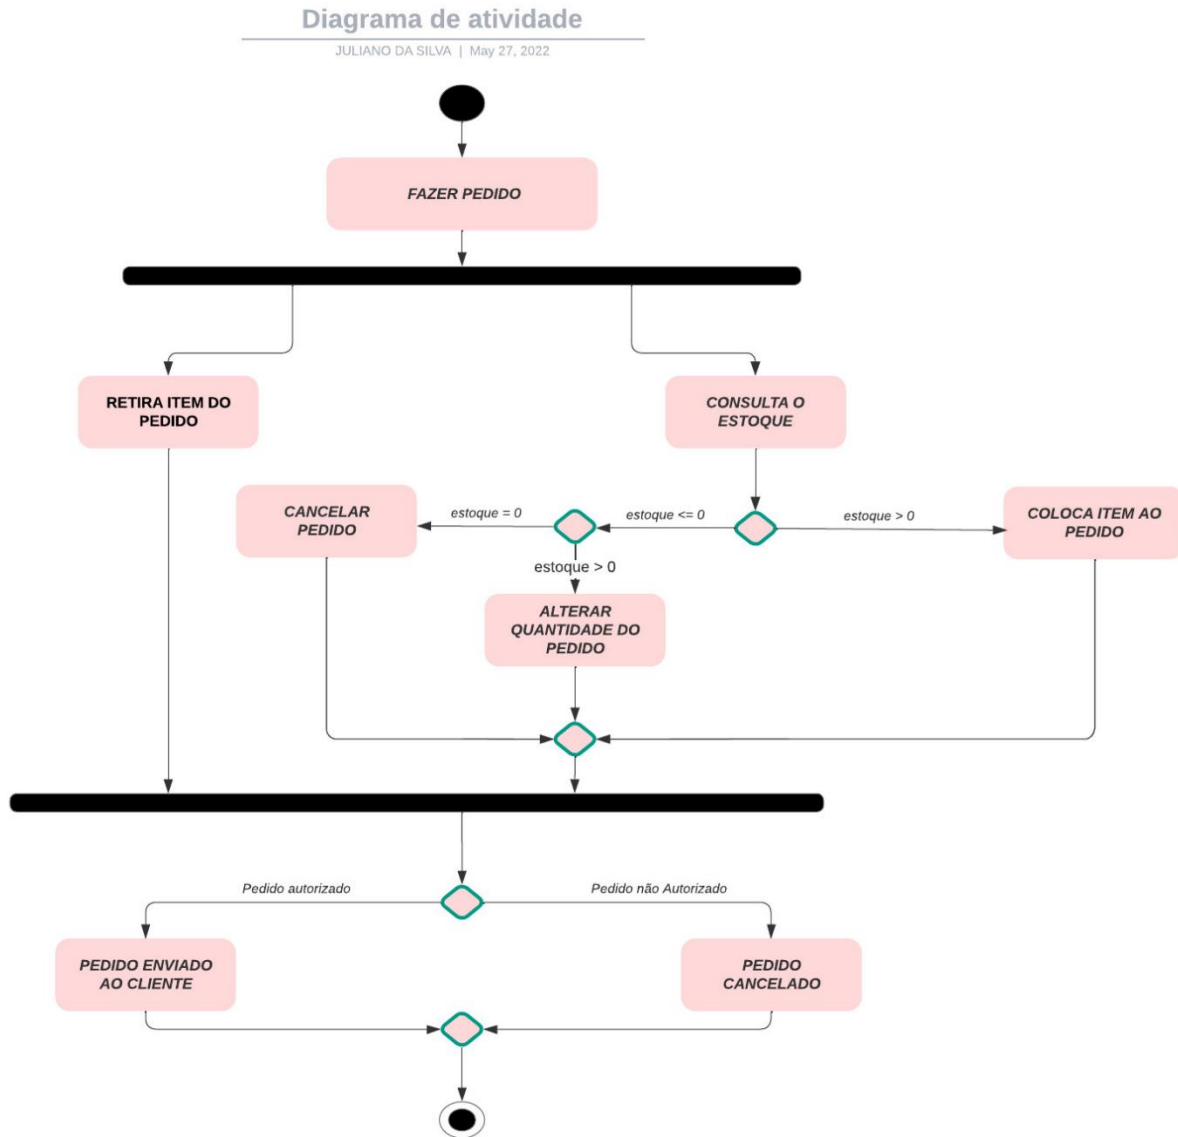 Diagrama de atividade
JULIANO DA SILVA | May 27, 2022
FAZER PEDIDO
RETIRA ITEM DO
PEDIDO
CONSULTA O
ESTOQUE
CANCELAR
PEDIDO
estoque = 0
estoque <= 0
estoque > 0
COLOCA ITEM AO
PEDIDO
estoque > 0
ALTERAR
QUANTIDADE DO
PEDIDO
Pedido autorizado
Pedido não Autorizado
PEDIDO ENVIADO
AO CLIENTE
PEDIDO
CANCELADO